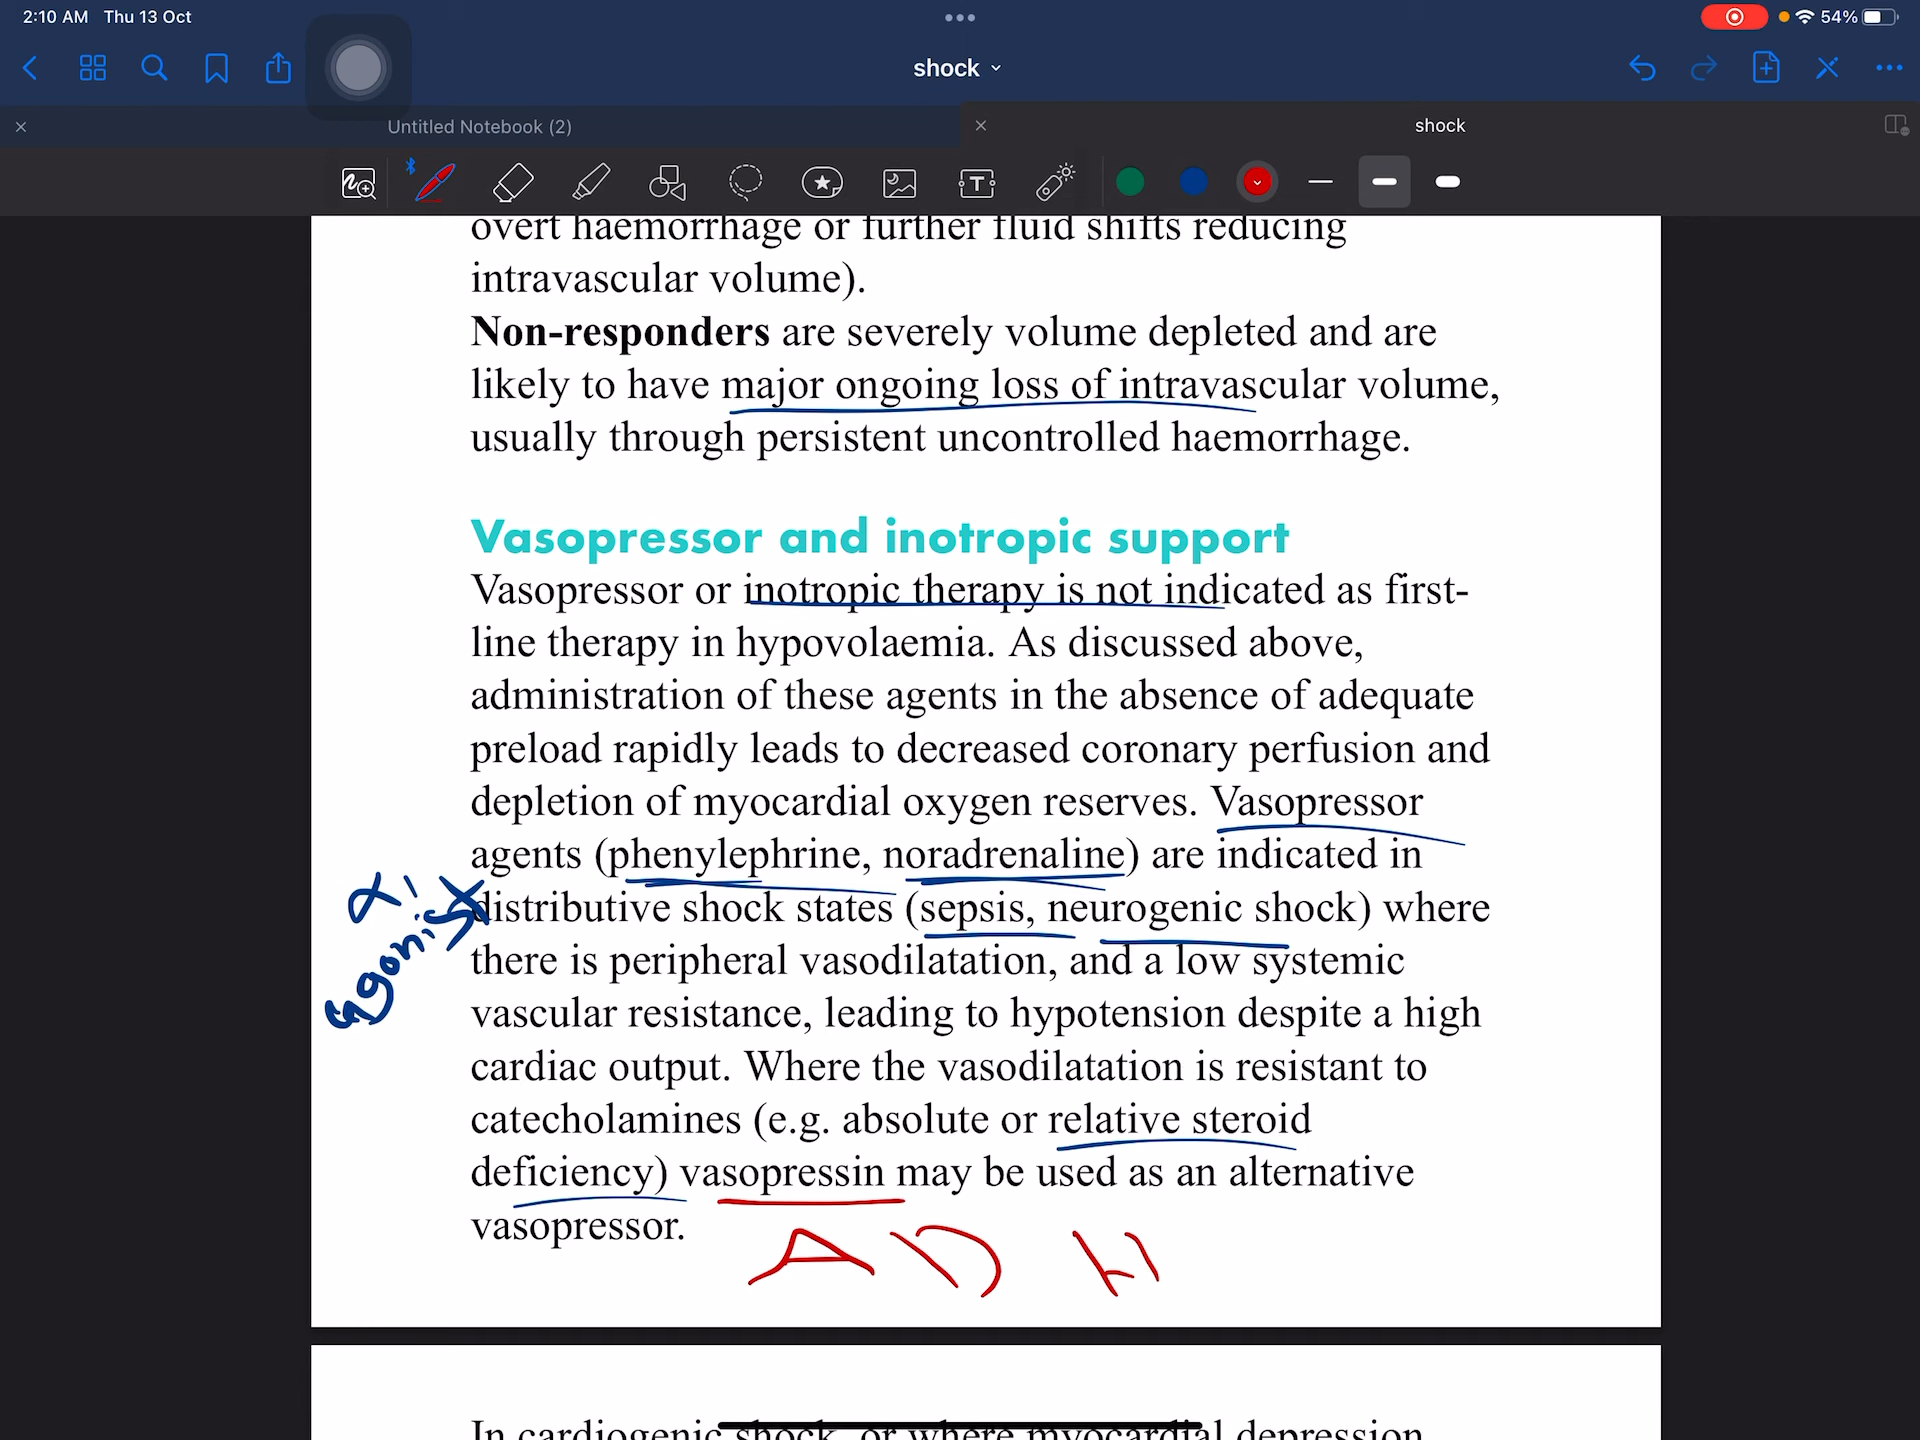 2:10 AM Thu 13 Oct
54%
shock
Untitled Notebook (2)
shock
overt haemorrhage or further fluid shifts reducing
intravascular volume).
Non-responders are severely volume depleted and are
likely to have major ongoing loss of intravascular volume,
usually through persistent uncontrolled haemorrhage.
Vasopressor and inotropic support
Vasopressor or inotropic therapy is not indicated as first-
line therapy in hypovolaemia. As discussed above,
administration of these agents in the absence of adequate
preload rapidly leads to decreased coronary perfusion and
depletion of myocardial oxygen reserves. Vasopressor
agents (phenylephrine, noradrenaline) are indicated in
α1
agonist
distributive shock states (sepsis, neurogenic shock) where
there is peripheral vasodilatation, and a low systemic
vascular resistance, leading to hypotension despite a high
cardiac output. Where the vasodilatation is resistant to
catecholamines (e.g. absolute or relative steroid
deficiency) vasopressin may be used as an alternative
vasopressor.
ADH
In cardiogenic shock, or where myocardial depression